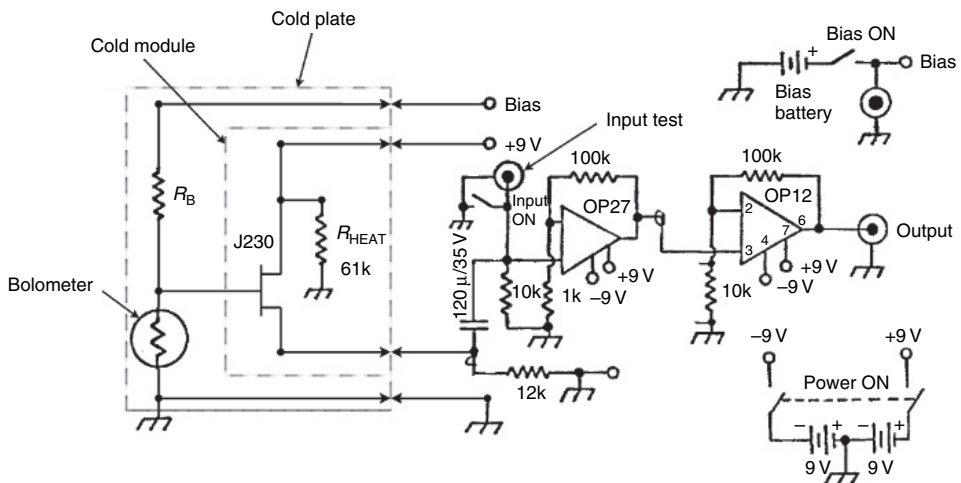 Cold plate
Cold module
Bias ON
+
Bias
Bias
battery
Bias
Input test
+9 V
100k
100k
R_B
Input
ON
OP27
OP12
2
6
7
3
4
J230
R_HEAT
61k
120 μ/35 V
+9 V
–9 V
+9 V
–9 V
Output
Bolometer
10k
1k
10k
–9 V
+9 V
12k
Power ON
–
+
–
+
9 V
9 V